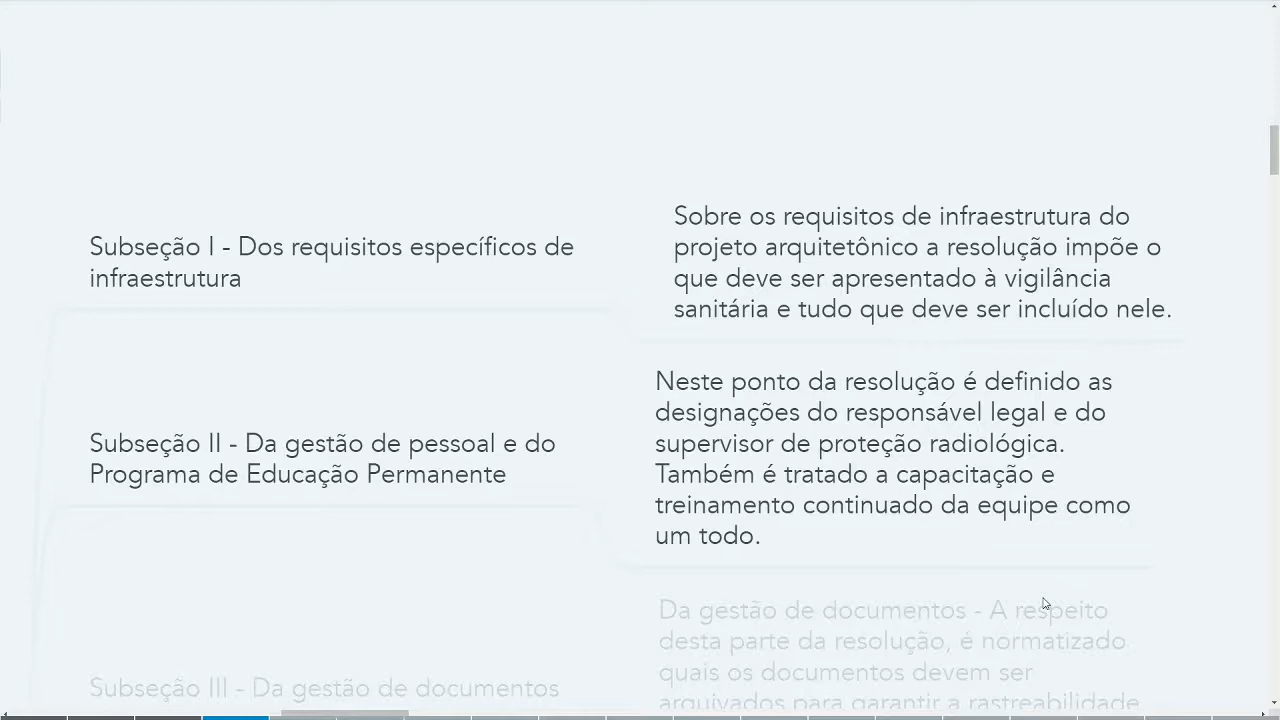 Subseção I - Dos requisitos específicos de
infraestrutura
Sobre os requisitos de infraestrutura do
projeto arquitetônico a resolução impõe o
que deve ser apresentado à vigilância
sanitária e tudo que deve ser incluído nele.
Subseção II - Da gestão de pessoal e do
Programa de Educação Permanente
Neste ponto da resolução é definido as
designações do responsável legal e do
supervisor de proteção radiológica.
Também é tratado a capacitação e
treinamento continuado da equipe como
um todo.
Subseção III - Da gestão de documentos
Da gestão de documentos - A respeito
desta parte da resolução, é normatizado
quais os documentos devem ser
arquivados para garantir a rastreabilidade